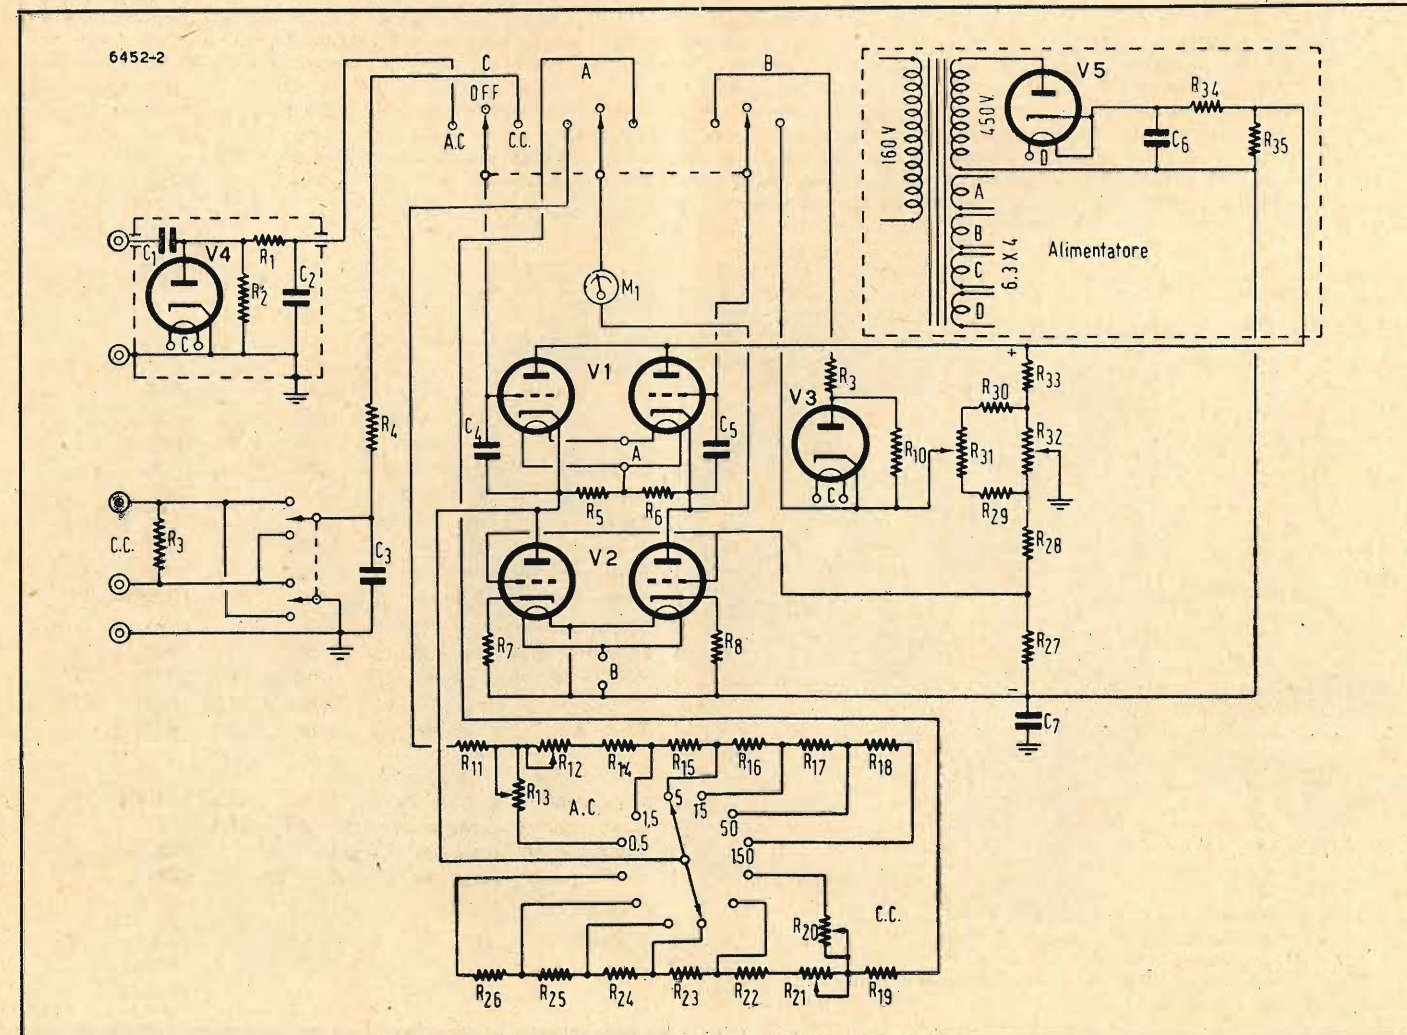 6452-2
C
OFF
A
B
A.C
C.C.
160 V
450 V
V5
D
R34
C6
R35
A
B
C
D
6.3 X 4
Alimentatore
C1
V4
R1
R2
C2
C
M1
+
V1
R3
R33
V3
R30
R4
C4
C5
A
R10
R31
R32
C
R5
R6
R29
C.C.
R3
C3
V2
R28
R7
R8
B
R27
-
C7
R11
R12
R14
R15
R16
R17
R18
R13
A.C.
5
15
1,5
50
0,5
150
R20
C.C.
R26
R25
R24
R23
R22
R21
R19